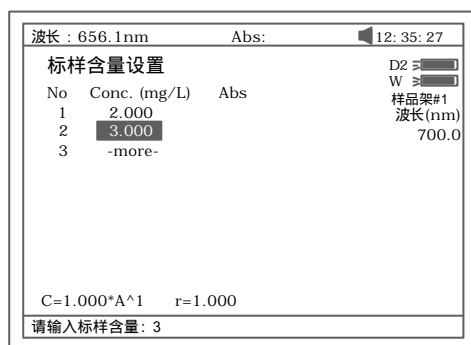 波长：656.1nm Abs: 12: 35: 27
标样含量设置
D2
W
No Conc. (mg/L) Abs
样品架#1
1 2.000
波长(nm)
2 3.000
700.0
3 -more-
C=1.000*A^1 r=1.000
请输入标样含量: 3